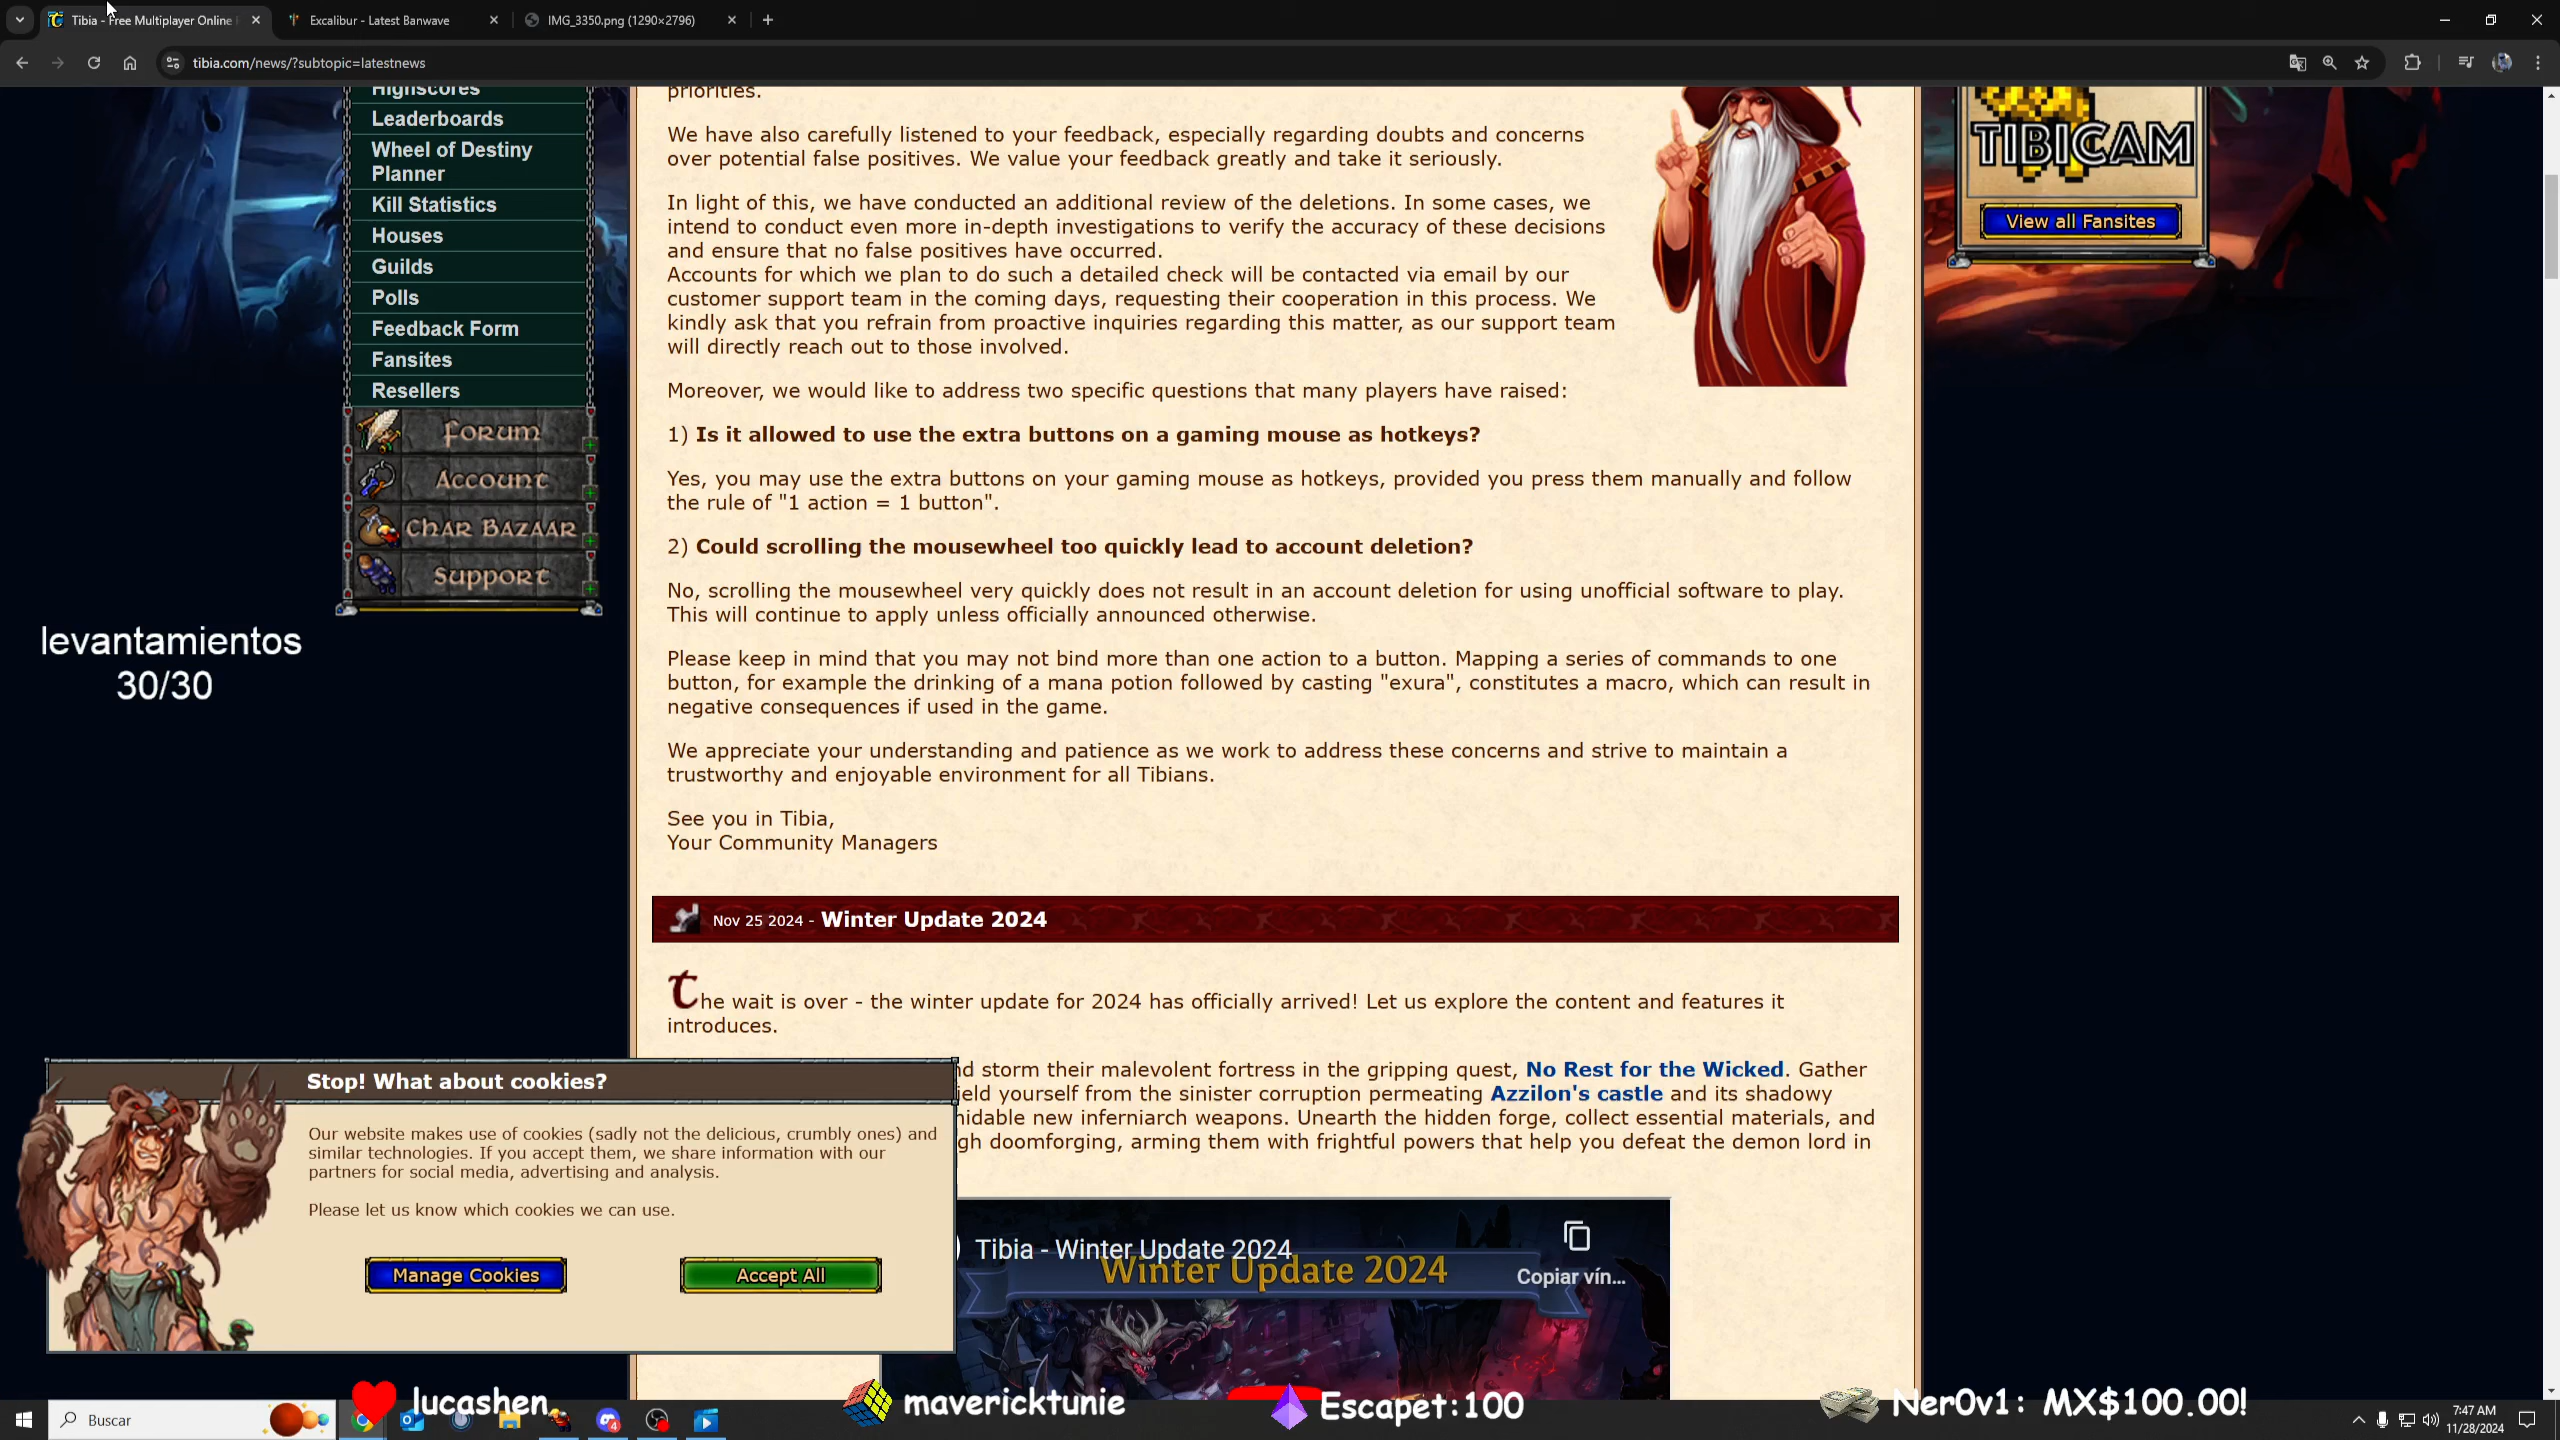 Tibia - Free Multiplayer Online
Excalibur - Latest Banwave
IMG_3350.png (1290×2796)
tibia.com/news/?subtopic=latestnews
Highscores
Leaderboards
Wheel of Destiny
Planner
Kill Statistics
Houses
Guilds
Polls
Feedback Form
Fansites
Resellers
Forum
Account
Char Bazaar
Support
levantamientos
30/30
priorities.
We have also carefully listened to your feedback, especially regarding doubts and concerns
over potential false positives. We value your feedback greatly and take it seriously.
In light of this, we have conducted an additional review of the deletions. In some cases, we
intend to conduct even more in-depth investigations to verify the accuracy of these decisions
and ensure that no false positives have occurred.
Accounts for which we plan to do such a detailed check will be contacted via email by our
customer support team in the coming days, requesting their cooperation in this process. We
kindly ask that you refrain from proactive inquiries regarding this matter, as our support team
will directly reach out to those involved.
Moreover, we would like to address two specific questions that many players have raised:
1) Is it allowed to use the extra buttons on a gaming mouse as hotkeys?
Yes, you may use the extra buttons on your gaming mouse as hotkeys, provided you press them manually and follow
the rule of "1 action = 1 button".
2) Could scrolling the mousewheel too quickly lead to account deletion?
No, scrolling the mousewheel very quickly does not result in an account deletion for using unofficial software to play.
This will continue to apply unless officially announced otherwise.
Please keep in mind that you may not bind more than one action to a button. Mapping a series of commands to one
button, for example the drinking of a mana potion followed by casting "exura", constitutes a macro, which can result in
negative consequences if used in the game.
We appreciate your understanding and patience as we work to address these concerns and strive to maintain a
trustworthy and enjoyable environment for all Tibians.
See you in Tibia,
Your Community Managers
Nov 25 2024 - Winter Update 2024
The wait is over - the winter update for 2024 has officially arrived! Let us explore the content and features it
introduces.
nd storm their malevolent fortress in the gripping quest, No Rest for the Wicked. Gather
ield yourself from the sinister corruption permeating Azzilon's castle and its shadowy
nidable new inferniarch weapons. Unearth the hidden forge, collect essential materials, and
gh doomforging, arming them with frightful powers that help you defeat the demon lord in
Tibia - Winter Update 2024
Winter Update 2024
Copiar vín...
TIBICAM
View all Fansites
Stop! What about cookies?
Our website makes use of cookies (sadly not the delicious, crumbly ones) and
similar technologies. If you accept them, we share information with our
partners for social media, advertising and analysis.
Please let us know which cookies we can use.
Manage Cookies
Accept All
lucashen
mavericktunie
Escapet:100
Ner0v1: MX$100.00!
Buscar
4
7:47 AM
11/28/2024